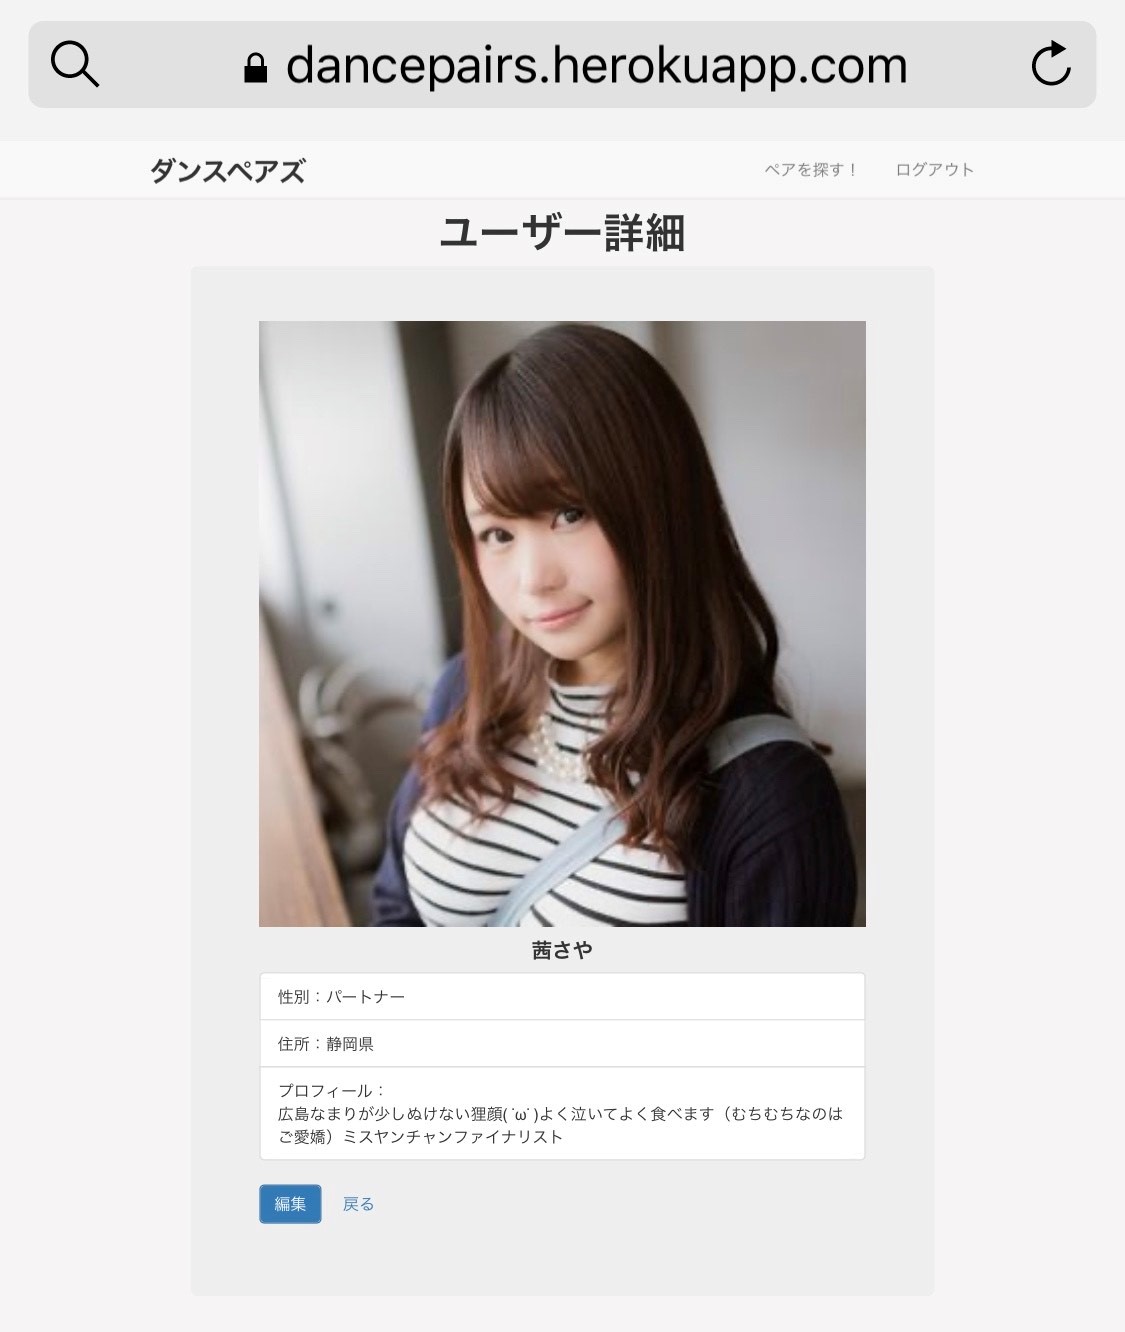 dancepairs.herokuapp.com
ダンスペアズ
ペアを探す！
ログアウト
ユーザー詳細
茜さや
性別：パートナー
住所：静岡県
プロフィール：
広島なまりが少しぬけない狸顔( ˙ω˙ )よく泣いてよく食べます（むちむちなのは
ご愛嬌）ミスヤンチャンファイナリスト
編集
戻る